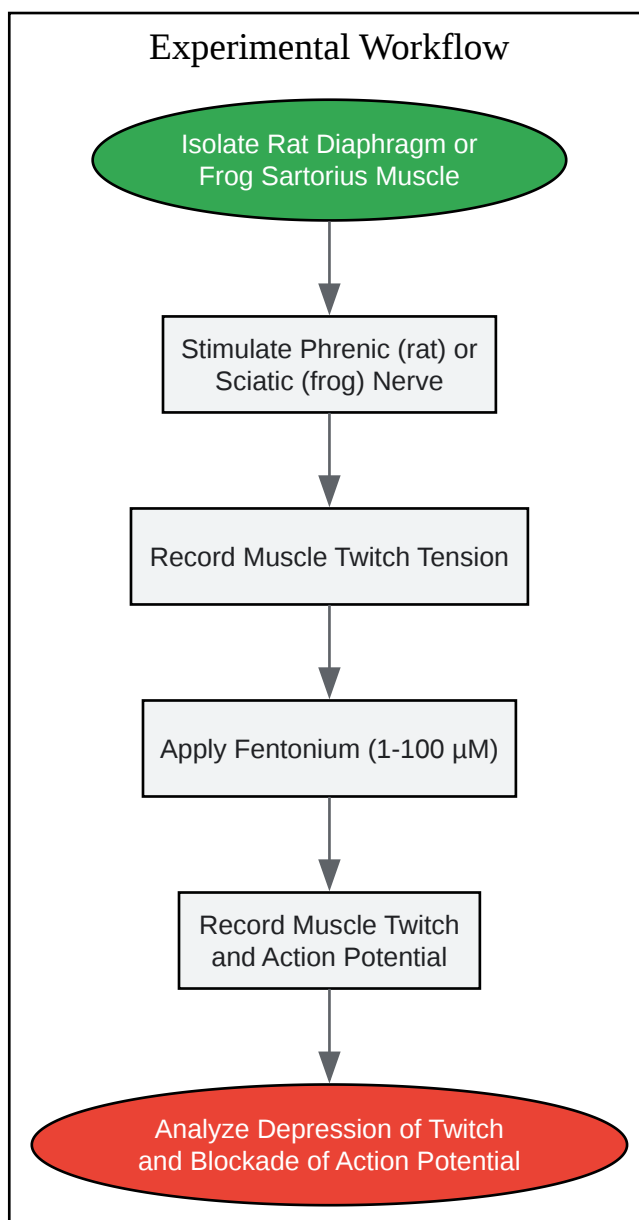 Experimental Workflow
Isolate Rat Diaphragm or
Frog Sartorius Muscle
Stimulate Phrenic (rat) or
Sciatic (frog) Nerve
Record Muscle Twitch Tension
Apply Fentonium (1-100 µM)
Record Muscle Twitch
and Action Potential
Analyze Depression of Twitch
and Blockade of Action Potential